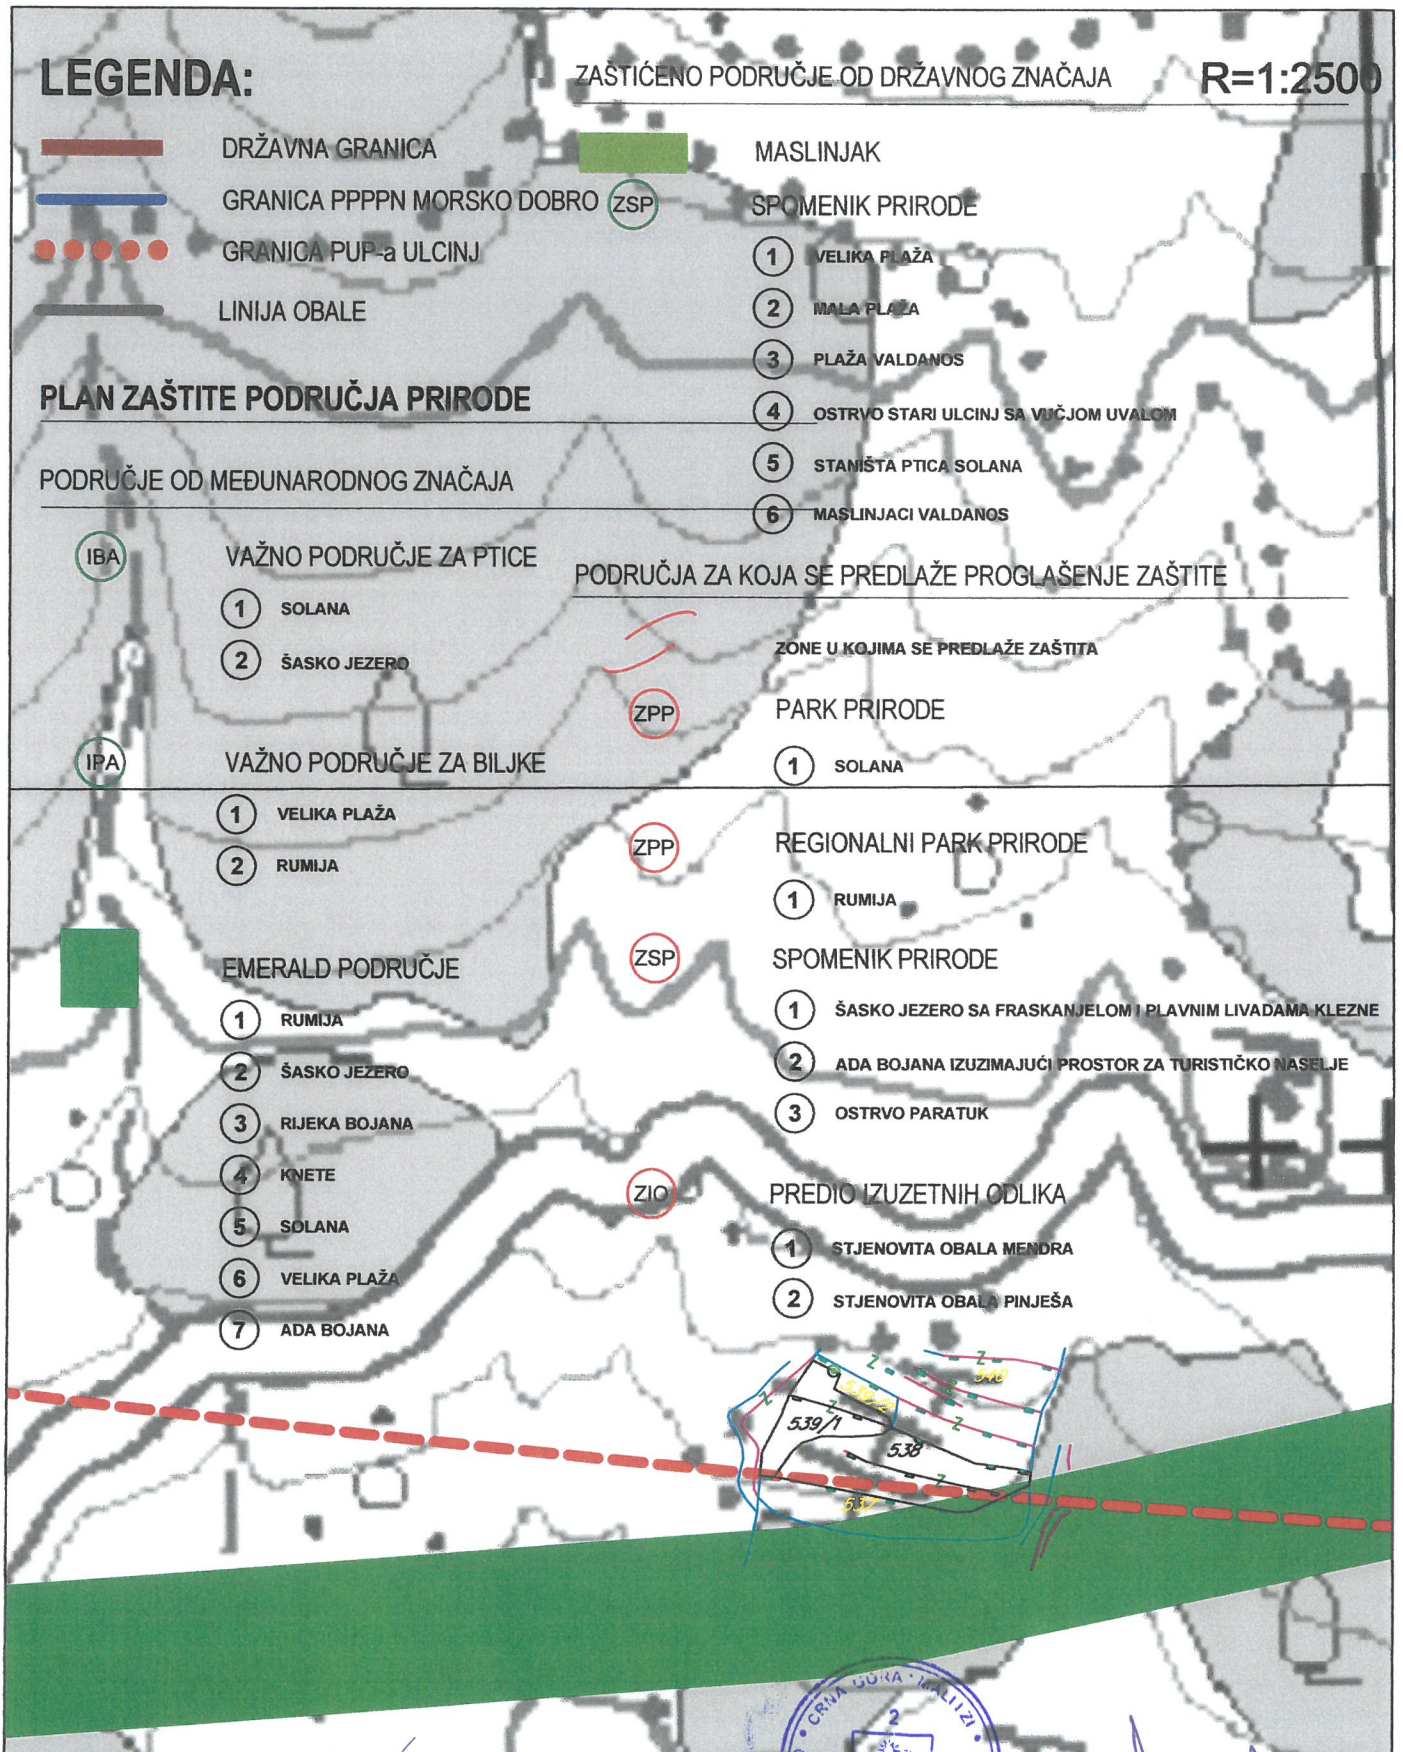 LEGENDA:
DRŽAVNA GRANICA
GRANICA PPPPN MORSKO DOBRO
GRANICA PUP-a ULCINJ
LINIJA OBALE
PLAN ZAŠTITE PODRUČJA PRIRODE
PODRUČJE OD MEĐUNARODNOG ZNAČAJA
IBA VAŽNO PODRUČJE ZA PTICE
1 SOLANA
2 ŠASKO JEZERO
IPA VAŽNO PODRUČJE ZA BILJKE
1 VELIKA PLAŽA
2 RUMIJA
EMERALD PODRUČJE
1 RUMIJA
2 ŠASKO JEZERO
3 RIJEKA BOJANA
4 KNETE
5 SOLANA
6 VELIKA PLAŽA
7 ADA BOJANA
ZAŠTIĆENO PODRUČJE OD DRŽAVNOG ZNAČAJA
R=1:2500
MASLINJAK
ZSP SPOMENIK PRIRODE
1 VELIKA PLAŽA
2 MALA PLAŽA
3 PLAŽA VALDANOS
4 OSTRVO STARI ULCINJ SA VUČJOM UVALOM
5 STANIŠTA PTICA SOLANA
6 MASLINJACI VALDANOS
PODRUČJA ZA KOJA SE PREDLAŽE PROGLAŠENJE ZAŠTITE
ZONE U KOJIMA SE PREDLAŽE ZAŠTITA
ZPP PARK PRIRODE
1 SOLANA
ZPP REGIONALNI PARK PRIRODE
1 RUMIJA
ZSP SPOMENIK PRIRODE
1 ŠASKO JEZERO SA FRASKANJELOM I PLAVNIM LIVADAMA KLEZNE
2 ADA BOJANA IZUZIMAJUĆI PROSTOR ZA TURISTIČKO NASELJE
3 OSTRVO PARATUK
ZIO PREDIO IZUZETNIH ODLIKA
1 STJENOVITA OBALA MENDRA
2 STJENOVITA OBALA PINJEŠA
Z
Z
540
539/2
Z
Z
Z
539/1
Z
538
Z
537
CRNA GORA
2